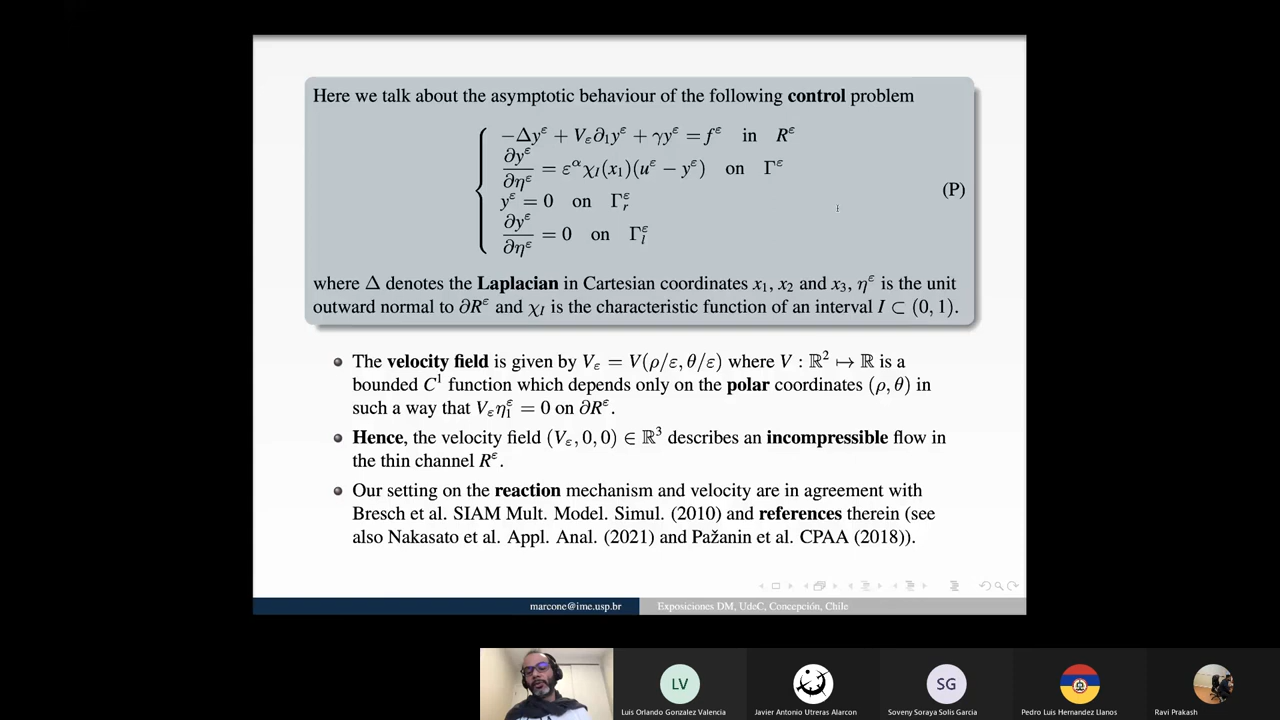 Here we talk about the asymptotic behaviour of the following control problem
−Δy^ε + V_ε ∂_1 y^ε + γy^ε = f^ε in R^ε
∂y^ε/∂η^ε = ε^α χ_I(x_1)(u^ε − y^ε) on Γ^ε
y^ε = 0 on Γ_r^ε
∂y^ε/∂η^ε = 0 on Γ_l^ε
(P)
where Δ denotes the Laplacian in Cartesian coordinates x_1, x_2 and x_3, η^ε is the unit
outward normal to ∂R^ε and χ_I is the characteristic function of an interval I ⊂ (0, 1).
The velocity field is given by V_ε = V(ρ/ε, θ/ε) where V : ℝ² ↦ ℝ is a
bounded C¹ function which depends only on the polar coordinates (ρ, θ) in
such a way that V_ε η_1^ε = 0 on ∂R^ε.
Hence, the velocity field (V_ε, 0, 0) ∈ ℝ³ describes an incompressible flow in
the thin channel R^ε.
Our setting on the reaction mechanism and velocity are in agreement with
Bresch et al. SIAM Mult. Model. Simul. (2010) and references therein (see
also Nakasato et al. Appl. Anal. (2021) and Pažanin et al. CPAA (2018)).
marcone@ime.usp.br Exposiciones DM, UdeC, Concepción, Chile
LV SG
Luis Orlando Gonzalez Valencia Javier Antonio Utreras Alarcon Soveny Soraya Solis Garcia Pedro Luis Hernandez Llanos Ravi Prakash